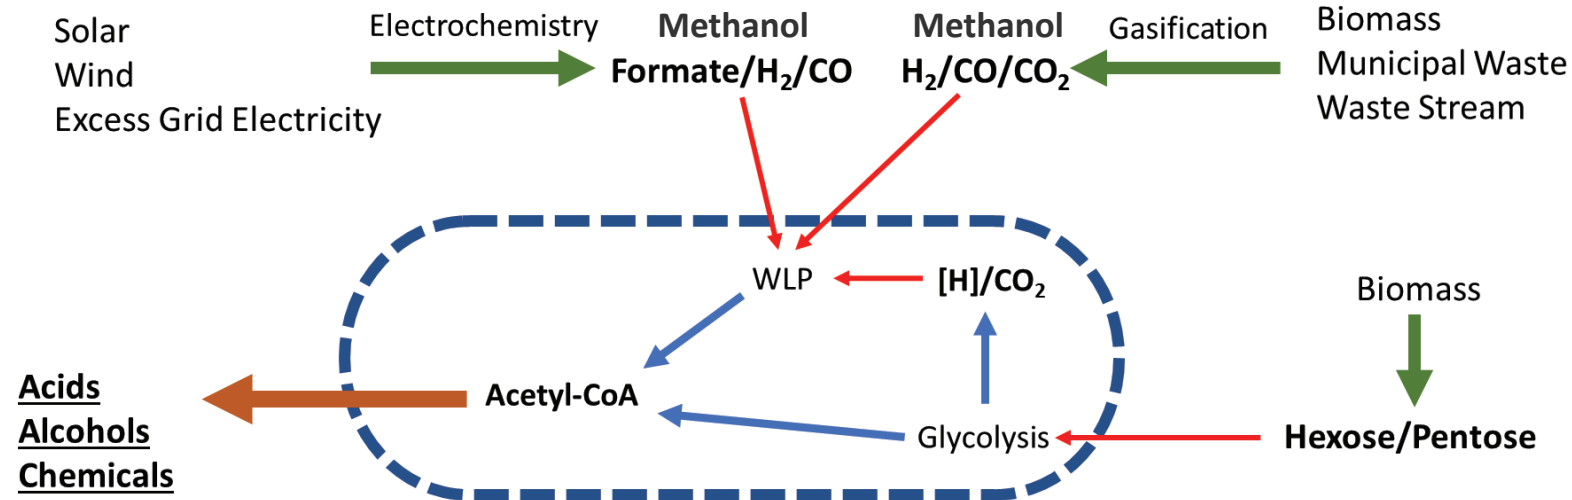 Solar
Wind
Excess Grid Electricity
Electrochemistry
Methanol
Formate/H₂/CO
Methanol
H₂/CO/CO₂
Gasification
Biomass
Municipal Waste
Waste Stream
WLP
[H]/CO₂
Biomass
Acetyl-CoA
Glycolysis
Hexose/Pentose
Acids
Alcohols
Chemicals